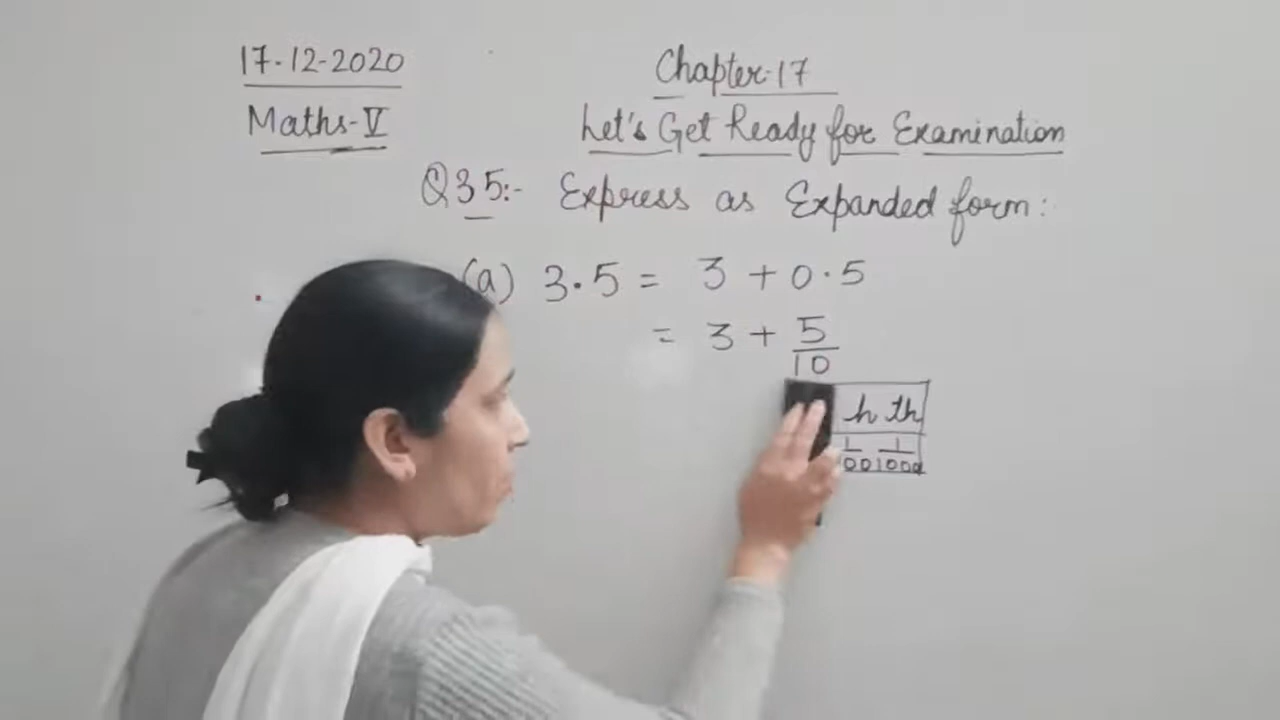 17-12-2020
Maths-V
Chapter-17
Let's Get Ready for Examination
Q35:- Express as Expanded form:
(a) 3.5 = 3 + 0.5
= 3 + 5/10
h th
1 1
00 1000